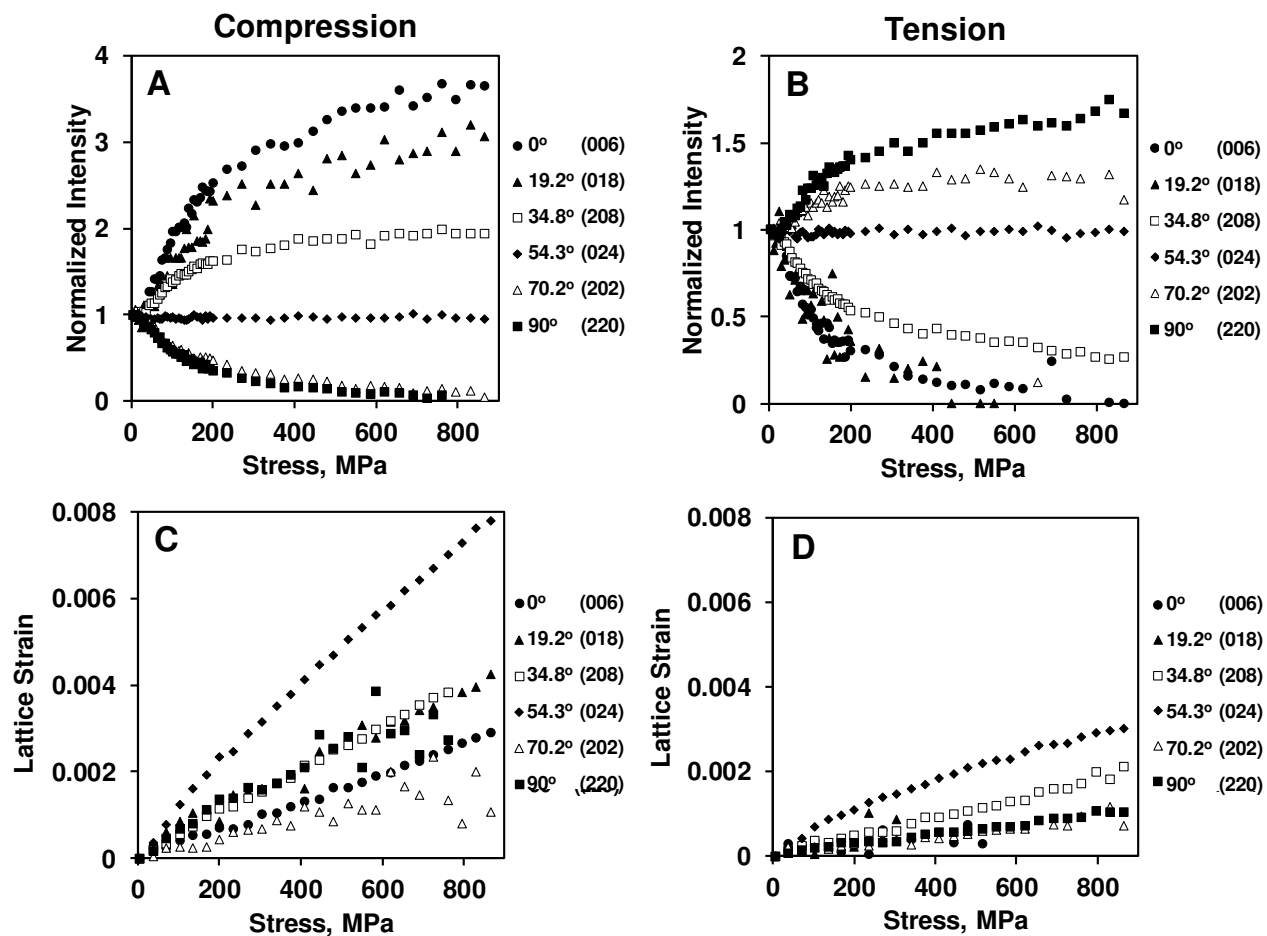 Compression
Tension
A
Normalized Intensity
4
3
2
1
0
0 200 400 600 800
Stress, MPa
0º (006)
19.2º (018)
34.8º (208)
54.3º (024)
70.2º (202)
90º (220)
B
Normalized Intensity
2
1.5
1
0.5
0
0 200 400 600 800
Stress, MPa
0º (006)
19.2º (018)
34.8º (208)
54.3º (024)
70.2º (202)
90º (220)
C
Lattice Strain
0.008
0.006
0.004
0.002
0
0 200 400 600 800
Stress, MPa
0º (006)
19.2º (018)
34.8º (208)
54.3º (024)
70.2º (202)
90º (220)
D
Lattice Strain
0.008
0.006
0.004
0.002
0
0 200 400 600 800
Stress, MPa
0º (006)
19.2º (018)
34.8º (208)
54.3º (024)
70.2º (202)
90º (220)